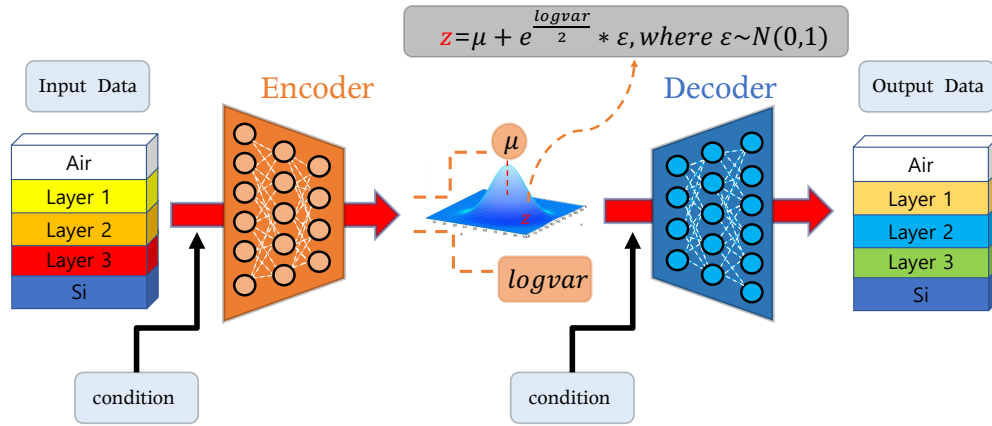 z=μ + e^{logvar/2} * ε, where ε~N(0,1)
Input Data
Encoder
Decoder
Output Data
Air
Layer 1
Layer 2
Layer 3
Si
μ
z
logvar
Air
Layer 1
Layer 2
Layer 3
Si
condition
condition